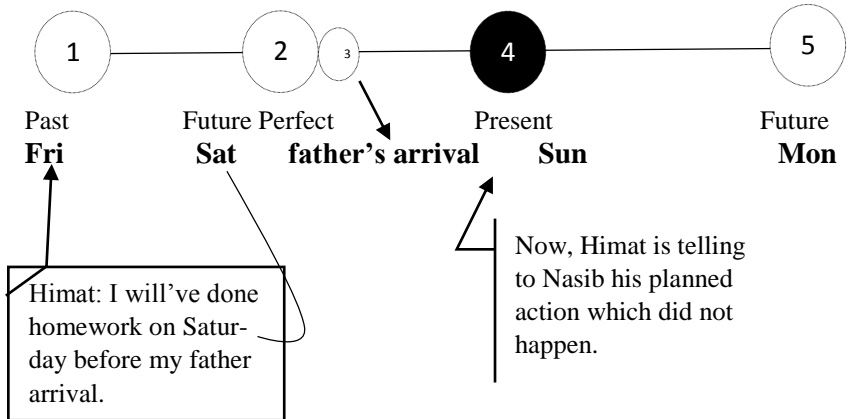 1 2 3 4 5
Past Future Perfect Present Future
Fri Sat father's arrival Sun Mon
Himat: I will've done
homework on Satur-
day before my father
arrival.
Now, Himat is telling
to Nasib his planned
action which did not
happen.